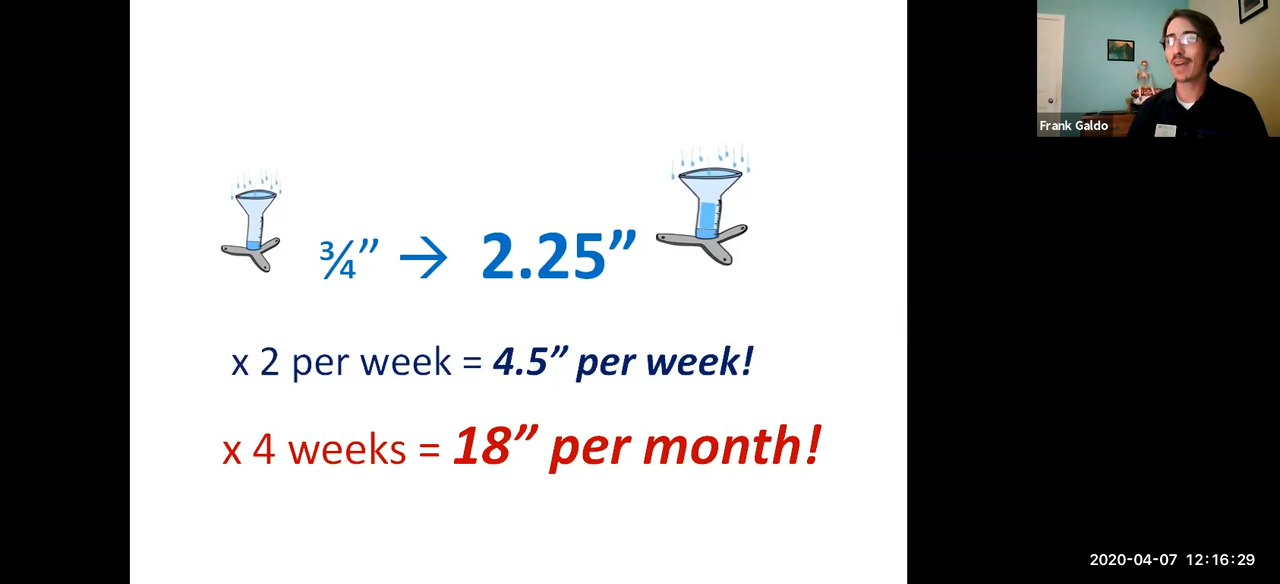 ¾” → 2.25”
x 2 per week = 4.5” per week!
x 4 weeks = 18” per month!
Frank Galdo
2020-04-07 12:16:29